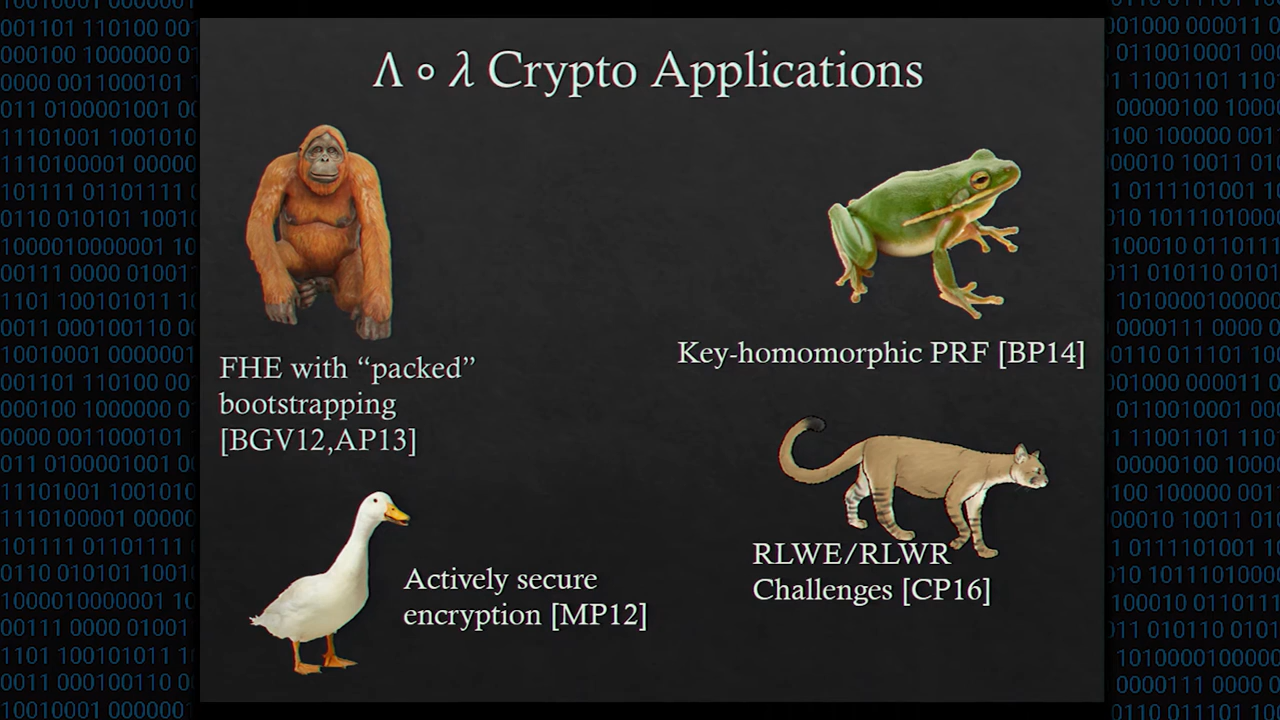 Λ ∘ λ Crypto Applications
FHE with “packed”
bootstrapping
[BGV12,AP13]
Key-homomorphic PRF [BP14]
Actively secure
encryption [MP12]
RLWE/RLWR
Challenges [CP16]